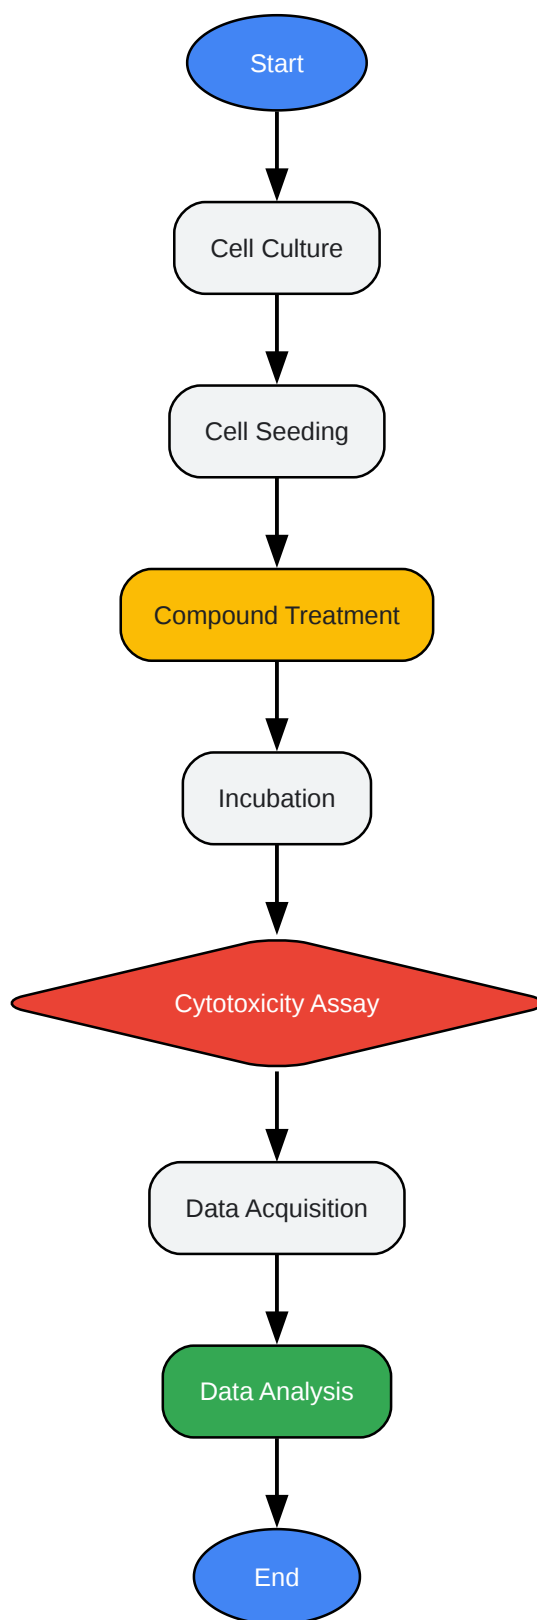 Start
Cell Culture
Cell Seeding
Compound Treatment
Incubation
Cytotoxicity Assay
Data Acquisition
Data Analysis
End